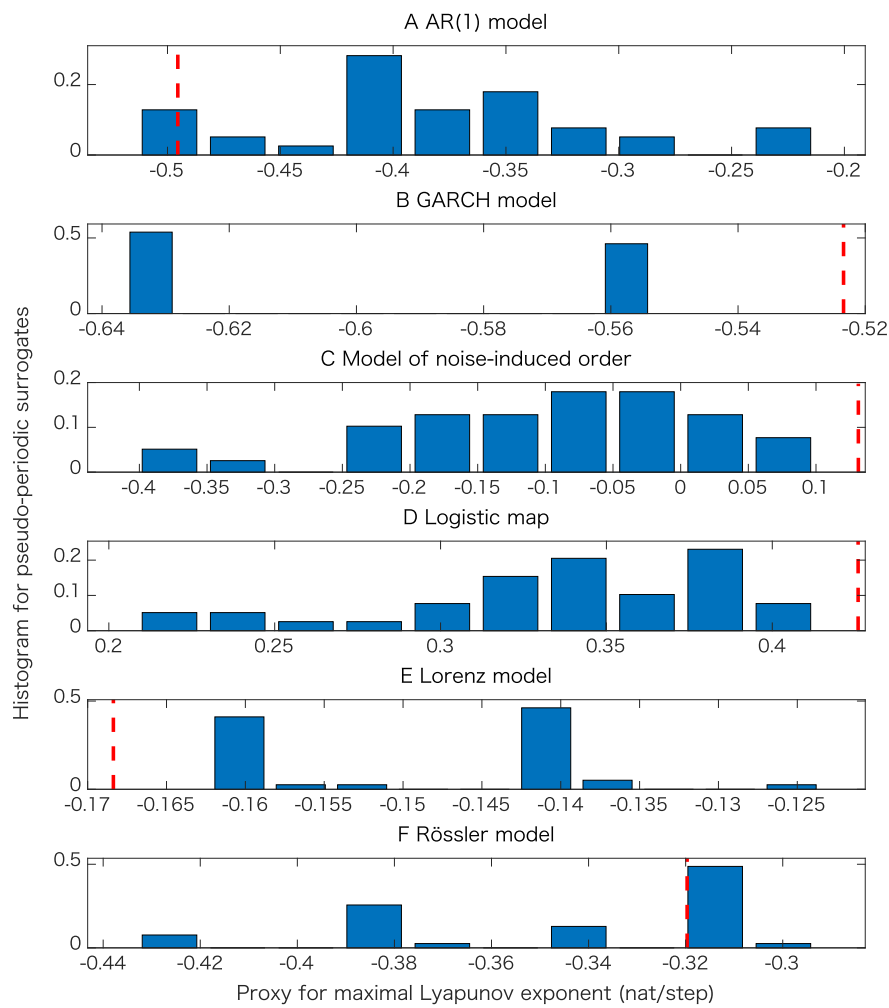 A AR(1) model
0.2
0
-0.5 -0.45 -0.4 -0.35 -0.3 -0.25 -0.2
B GARCH model
0.5
0
-0.64 -0.62 -0.6 -0.58 -0.56 -0.54 -0.52
C Model of noise-induced order
0.2
0.1
0
-0.4 -0.35 -0.3 -0.25 -0.2 -0.15 -0.1 -0.05 0 0.05 0.1
D Logistic map
0.2
0.1
0
0.2 0.25 0.3 0.35 0.4
E Lorenz model
0.5
0
-0.17 -0.165 -0.16 -0.155 -0.15 -0.145 -0.14 -0.135 -0.13 -0.125
F Rössler model
0.5
0
-0.44 -0.42 -0.4 -0.38 -0.36 -0.34 -0.32 -0.3
Proxy for maximal Lyapunov exponent (nat/step)
Histogram for pseudo-periodic surrogates